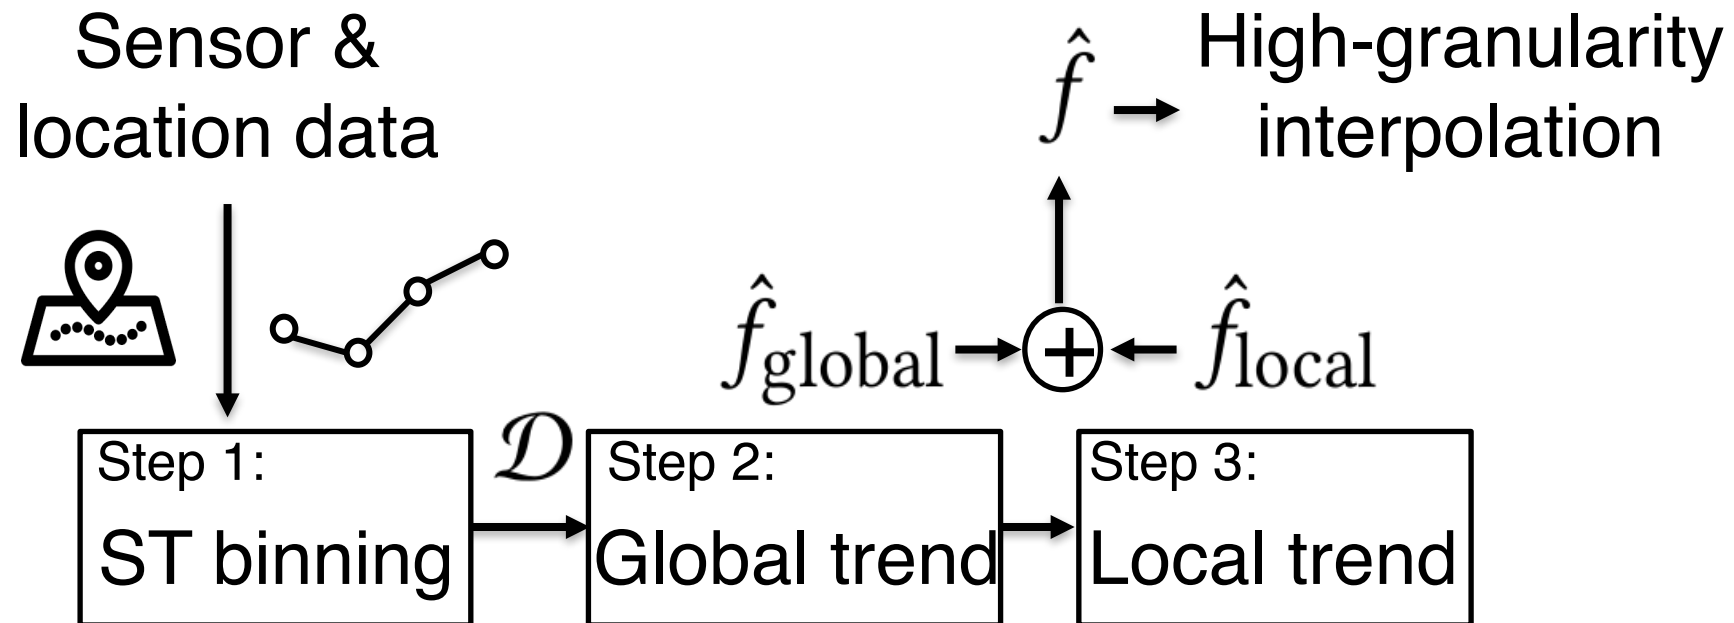 Sensor &
location data
f̂ → High-granularity
interpolation
f̂global → + ← f̂local
𝒟
Step 1:
ST binning
Step 2:
Global trend
Step 3:
Local trend